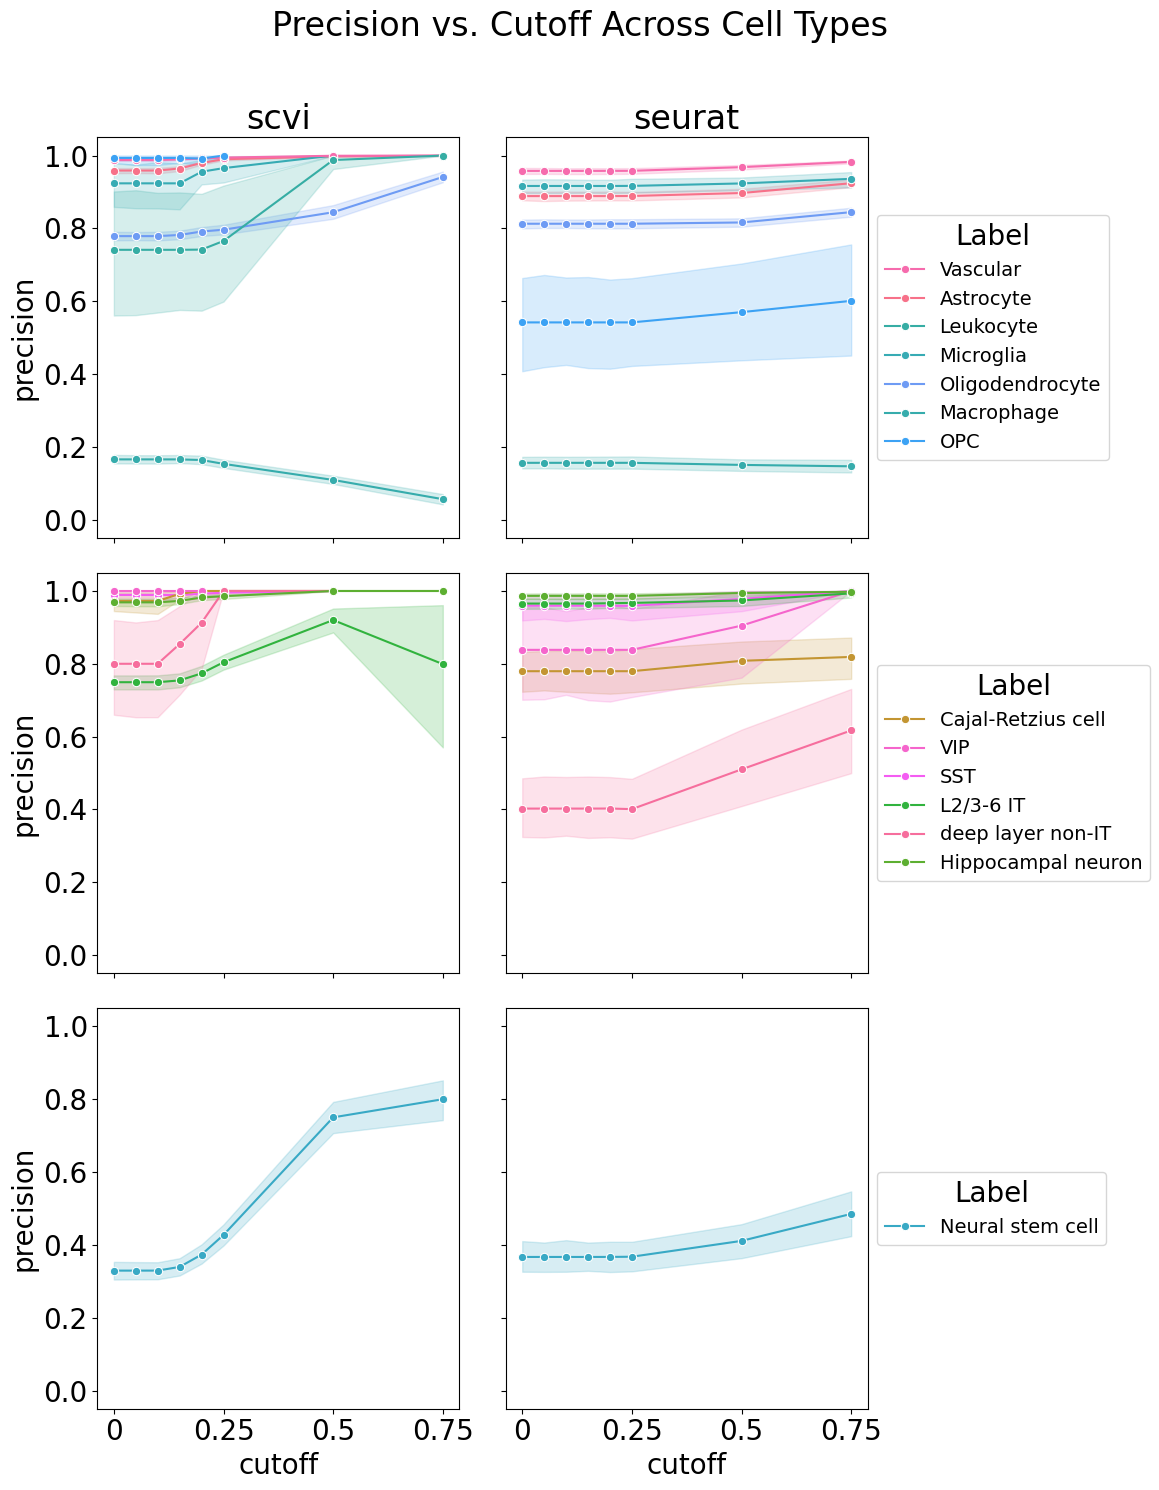 Precision vs. Cutoff Across Cell Types
scvi
seurat
precision
1.0
0.8
0.6
0.4
0.2
0.0
Label
Vascular
Astrocyte
Leukocyte
Microglia
Oligodendrocyte
Macrophage
OPC
precision
1.0
0.8
0.6
0.4
0.2
0.0
Label
Cajal-Retzius cell
VIP
SST
L2/3-6 IT
deep layer non-IT
Hippocampal neuron
precision
1.0
0.8
0.6
0.4
0.2
0.0
Label
Neural stem cell
0 0.25 0.5 0.75
cutoff
0 0.25 0.5 0.75
cutoff